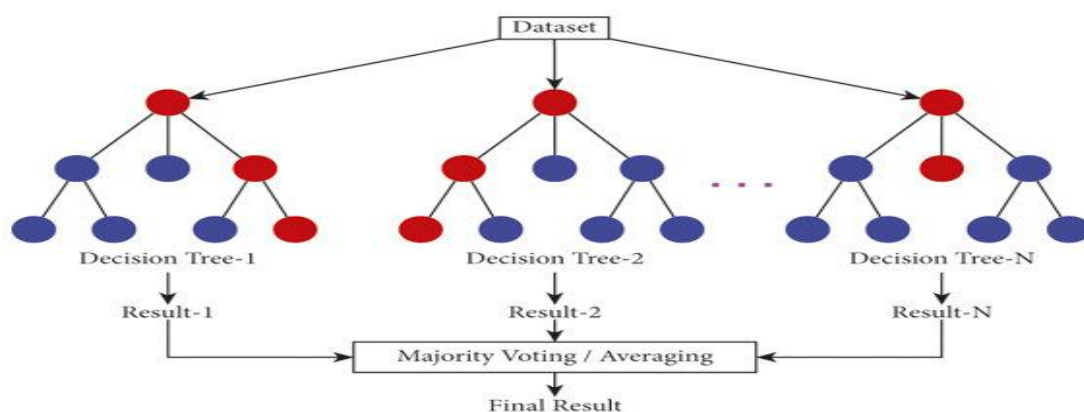 Dataset
Decision Tree-1
Decision Tree-2
Decision Tree-N
Result-1
Result-2
Result-N
Majority Voting / Averaging
Final Result